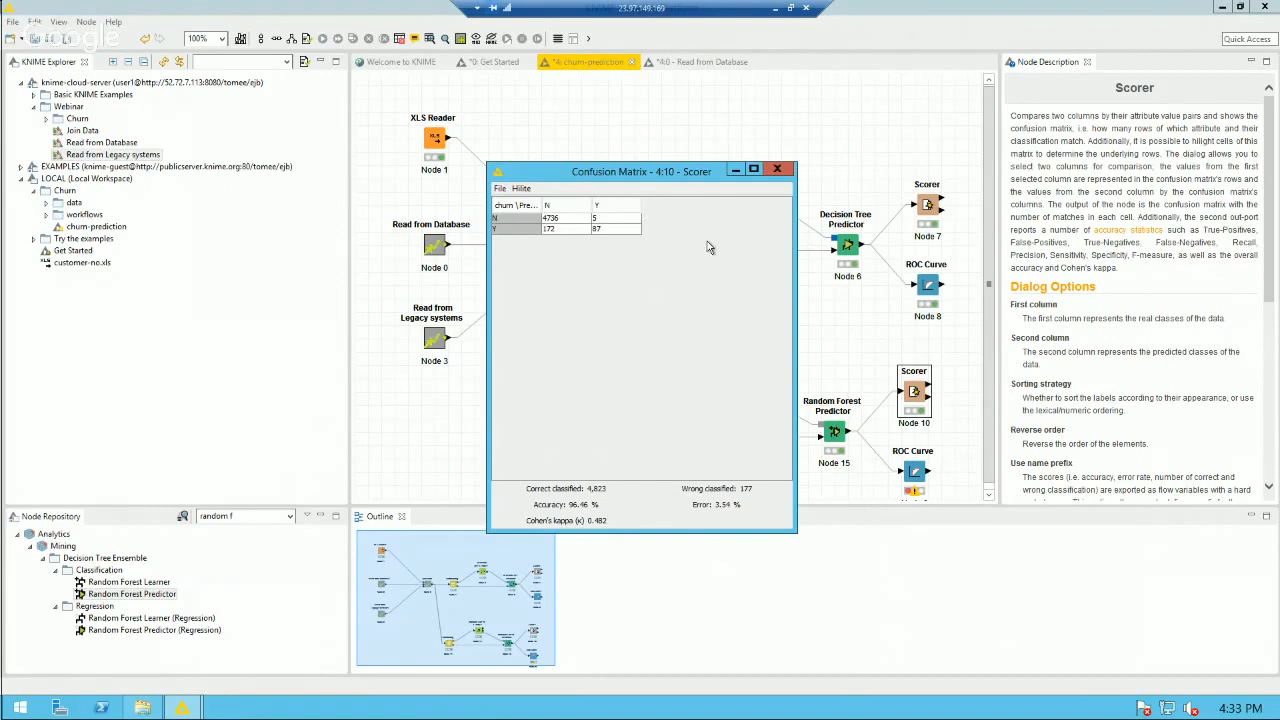 23.97.149.169
File Edit View Node Help
Google
100%
Quick Access
KNIME Explorer
Welcome to KNIME
*0: Get Started
*4: churn-prediction
*4:0 - Read from Database
Node Description
knime-cloud-server (user1@http://52.72.7.113:8080/tomee/ejb)
Basic KNIME Examples
Webinar
Churn
Join Data
Read from Database
Read from Legacy systems
EXAMPLES (knime-guest@http://publicserver.knime.org:80/tomee/ejb)
LOCAL (Local Workspace)
Churn
data
workflows
churn-prediction
Try the examples
Get Started
customer-no.xls
XLS Reader
XLS
Node 1
Read from Database
Node 0
Read from
Legacy systems
Node 3
Confusion Matrix - 4:10 - Scorer
File Hilite
churn \Pre... N Y
N 4736 5
Y 172 87
Correct classified: 4,823
Wrong classified: 177
Accuracy: 96.46 %
Error: 3.54 %
Cohen's kappa (κ) 0.482
Decision Tree
Predictor
Node 6
Scorer
Node 7
ROC Curve
Node 8
Random Forest
Predictor
Node 15
Scorer
Node 10
ROC Curve
Scorer
Compares two columns by their attribute value pairs and shows the
confusion matrix, i.e. how many rows of which attribute and their
classification match. Additionally, it is possible to hilight cells of this
matrix to determine the underlying rows. The dialog allows you to
select two columns for comparison; the values from the first
selected column are represented in the confusion matrix's rows and
the values from the second column by the confusion matrix's
columns. The output of the node is the confusion matrix with the
number of matches in each cell. Additionally, the second out-port
reports a number of accuracy statistics such as True-Positives,
False-Positives, True-Negatives, False-Negatives, Recall,
Precision, Sensitivity, Specificity, F-measure, as well as the overall
accuracy and Cohen's kappa.
Dialog Options
First column
The first column represents the real classes of the data.
Second column
The second column represents the predicted classes of the
data.
Sorting strategy
Whether to sort the labels according to their appearance, or use
the lexical/numeric ordering.
Reverse order
Reverse the order of the elements.
Use name prefix
The scores (i.e. accuracy, error rate, number of correct and
wrong classification) are exported as flow variables with a hard
Node Repository
random f
Analytics
Mining
Decision Tree Ensemble
Classification
Random Forest Learner
Random Forest Predictor
Regression
Random Forest Learner (Regression)
Random Forest Predictor (Regression)
Outline
4:33 PM